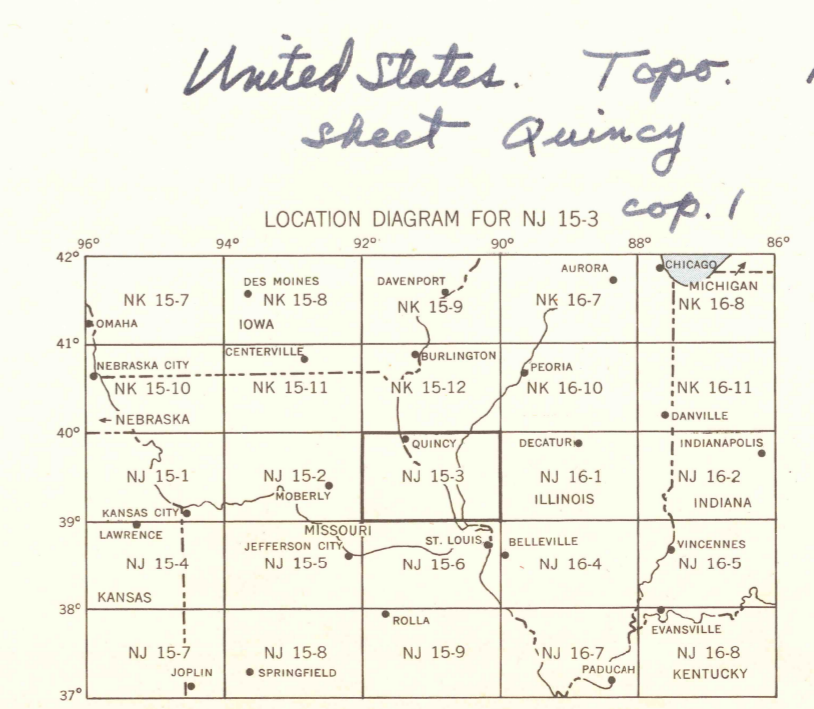 United States. Topo.
sheet Quincy
cop. 1
LOCATION DIAGRAM FOR NJ 15-3
96° 94° 92° 90° 88° 86°
42°
AURORA CHICAGO
DES MOINES DAVENPORT MICHIGAN
NK 15-7 NK 15-8 NK 15-9 NK 16-7 NK 16-8
OMAHA IOWA
41°
CENTERVILLE BURLINGTON
NEBRASKA CITY PEORIA
NK 15-10 NK 15-11 NK 15-12 NK 16-10 NK 16-11
NEBRASKA DANVILLE
40°
QUINCY DECATUR INDIANAPOLIS
NJ 15-1 NJ 15-2 NJ 15-3 NJ 16-1 NJ 16-2
MOBERLY ILLINOIS INDIANA
KANSAS CITY
39°
LAWRENCE MISSOURI
JEFFERSON CITY ST. LOUIS BELLEVILLE VINCENNES
NJ 15-4 NJ 15-5 NJ 15-6 NJ 16-4 NJ 16-5
KANSAS
38°
ROLLA EVANSVILLE
NJ 15-7 NJ 15-8 NJ 15-9 NJ 16-7 NJ 16-8
JOPLIN SPRINGFIELD PADUCAH KENTUCKY
37°